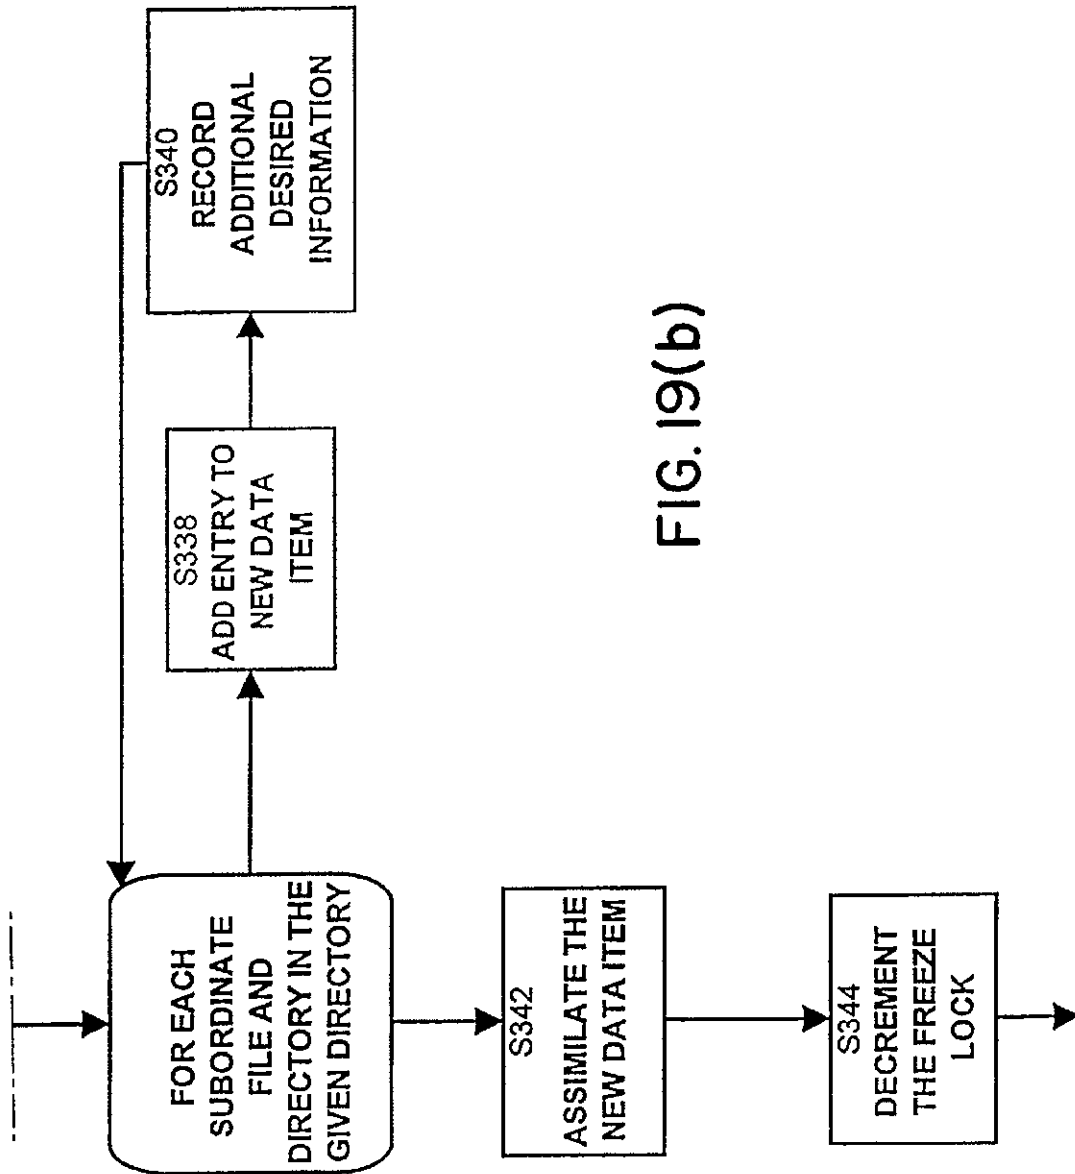 FOR EACH
SUBORDINATE
FILE AND
DIRECTORY IN THE
GIVEN DIRECTORY
S338
ADD ENTRY TO
NEW DATA
ITEM
S340
RECORD
ADDITIONAL
DESIRED
INFORMATION
S342
ASSIMILATE THE
NEW DATA ITEM
S344
DECREMENT
THE FREEZE
LOCK
FIG. 19(b)